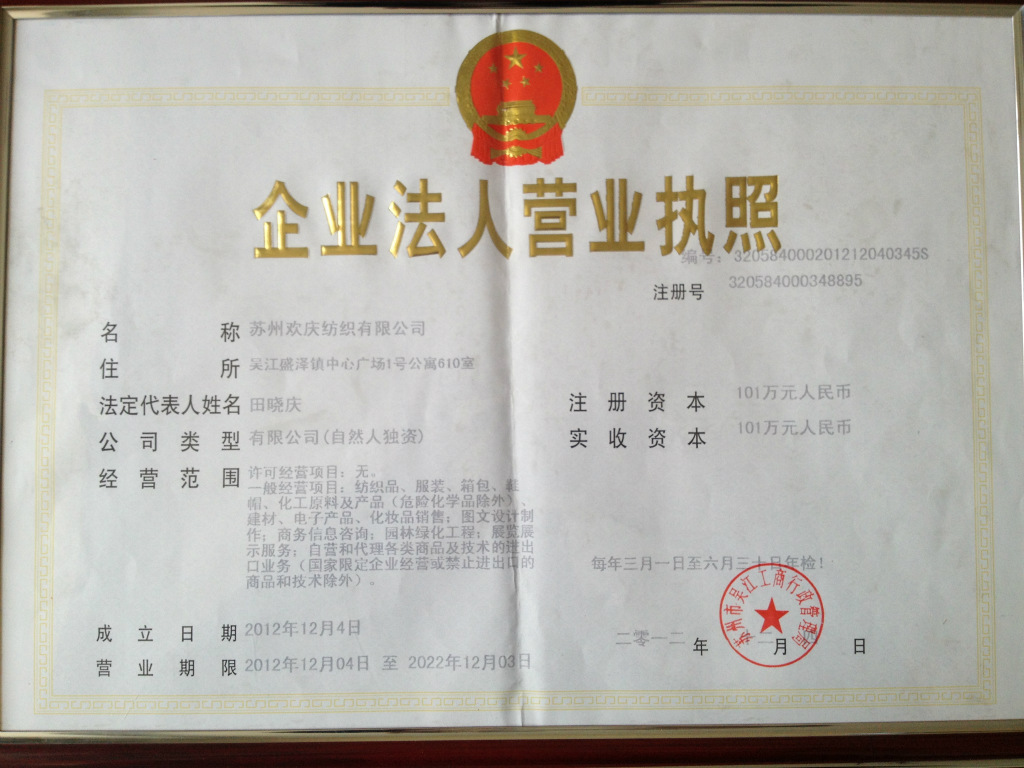 企业法人营业执照
编号：320584000201212040345S
注册号 320584000348895
名称 苏州欢庆纺织有限公司
住所 吴江盛泽镇中心广场1号公寓610室
法定代表人姓名 田晓庆
注册资本 101万元人民币
公司类型 有限公司(自然人独资)
实收资本 101万元人民币
经营范围 许可经营项目：无。
一般经营项目：纺织品、服装、箱包、鞋
帽、化工原料及产品（危险化学品除外）、
建材、电子产品、化妆品销售；图文设计制
作；商务信息咨询；园林绿化工程；展览展
示服务；自营和代理各类商品及技术的进出
口业务（国家限定企业经营或禁止进出口的
商品和技术除外）。
每年三月一日至六月三十日年检！
苏州市吴江工商行政管理局
成立日期 2012年12月4日
二零一二 年 月 日
营业期限 2012年12月04日 至 2022年12月03日